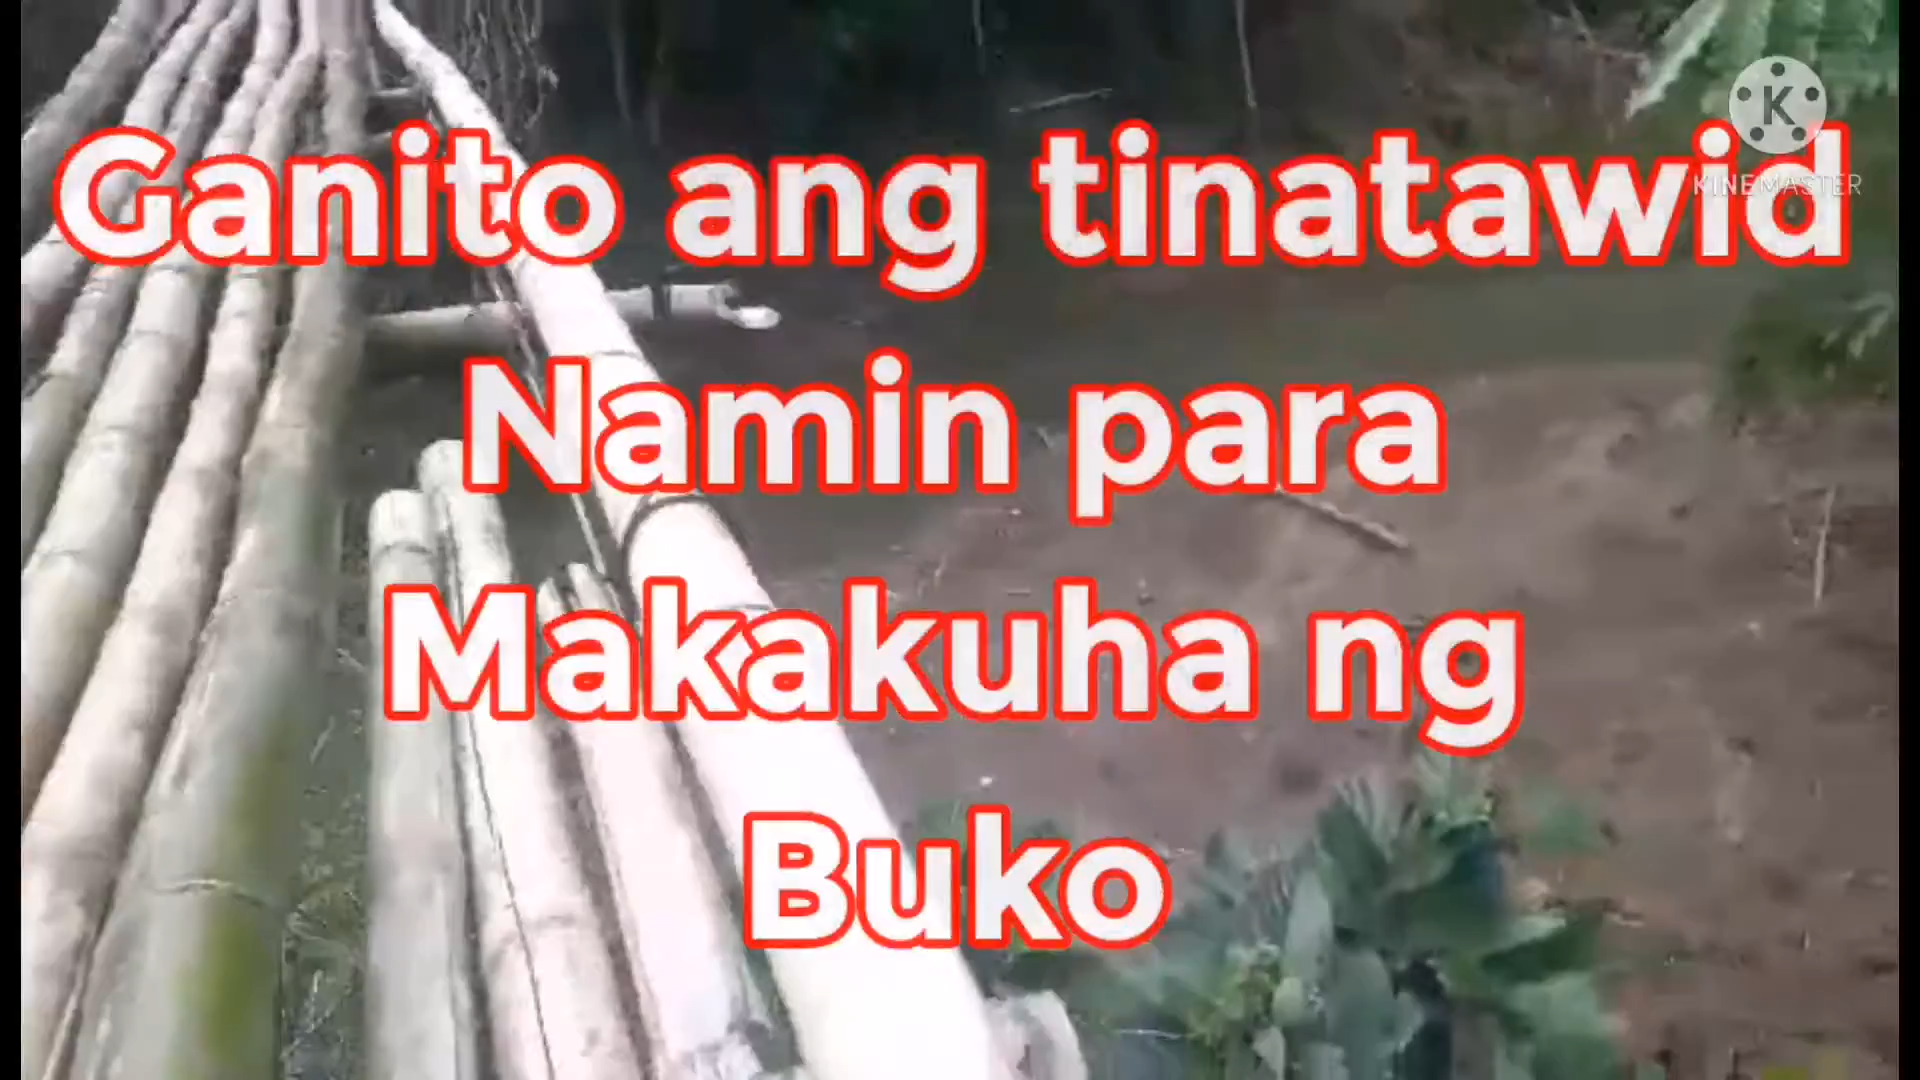 K
KINEMASTER
Ganito ang tinatawid
Namin para
Makakuha ng
Buko